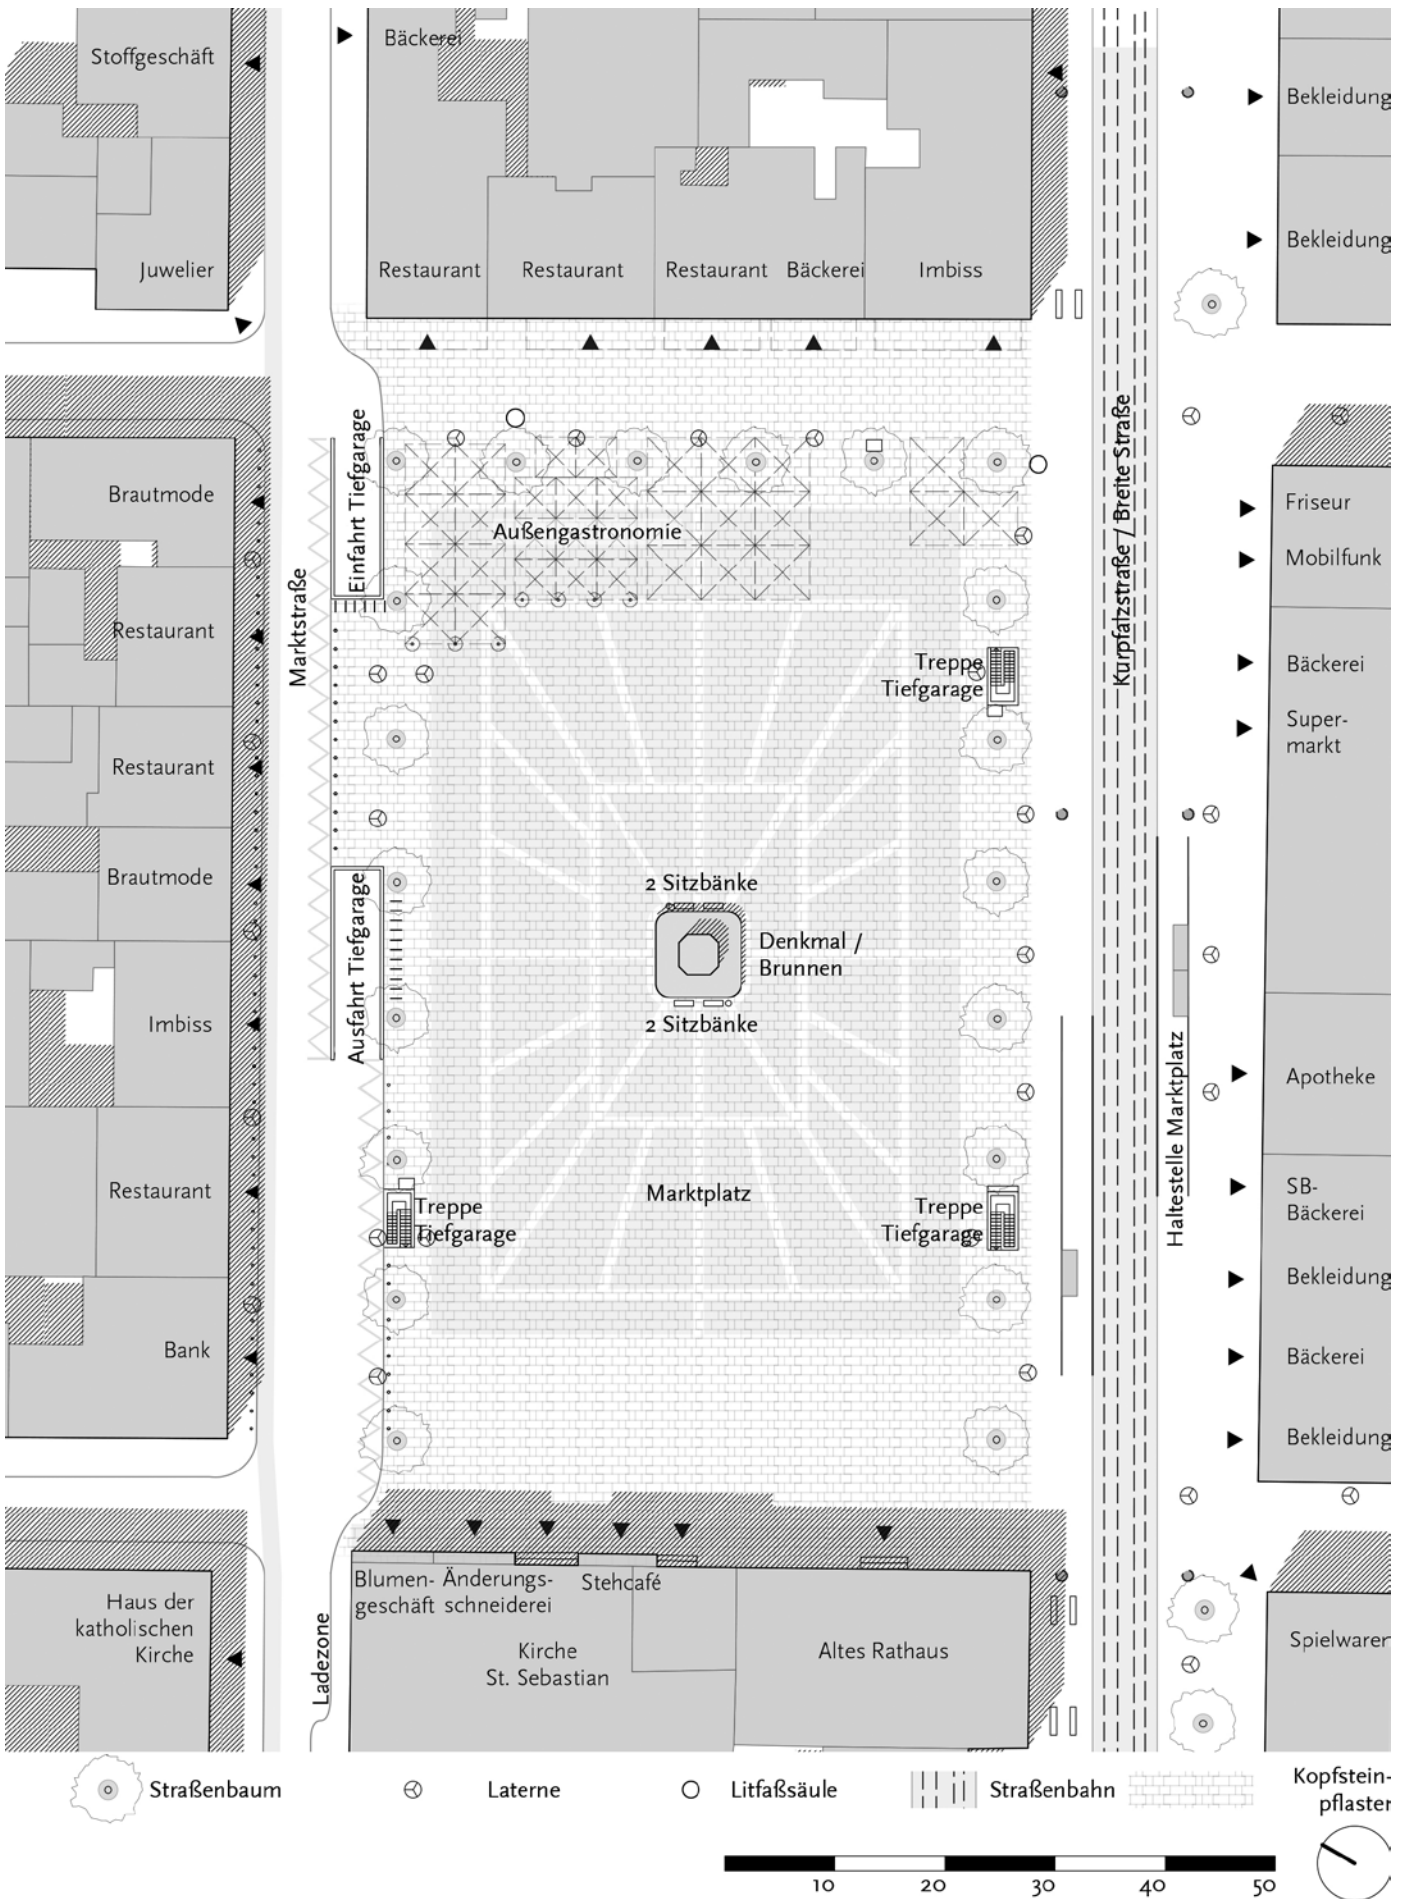 Stoffgeschäft
Bäckerei
Bekleidung
Juwelier
Restaurant
Restaurant
Restaurant
Bäckerei
Imbiss
Bekleidung
Brautmode
Restaurant
Restaurant
Brautmode
Imbiss
Restaurant
Bank
Marktstraße
Einfahrt Tiefgarage
Ausfahrt Tiefgarage
Außengastronomie
Treppe
Tiefgarage
2 Sitzbänke
Denkmal /
Brunnen
2 Sitzbänke
Marktplatz
Treppe
Tiefgarage
Treppe
Tiefgarage
Kurpfalzstraße / Breite Straße
Haltestelle Marktplatz
Friseur
Mobilfunk
Bäckerei
Super-
markt
Apotheke
SB-
Bäckerei
Bekleidung
Bäckerei
Bekleidung
Haus der
katholischen
Kirche
Ladezone
Blumen-
geschäft
Änderungs-
schneiderei
Stehcafé
Kirche
St. Sebastian
Altes Rathaus
Spielwaren
Straßenbaum
Laterne
Litfaßsäule
Straßenbahn
Kopfstein-
pflaster
10 20 30 40 50